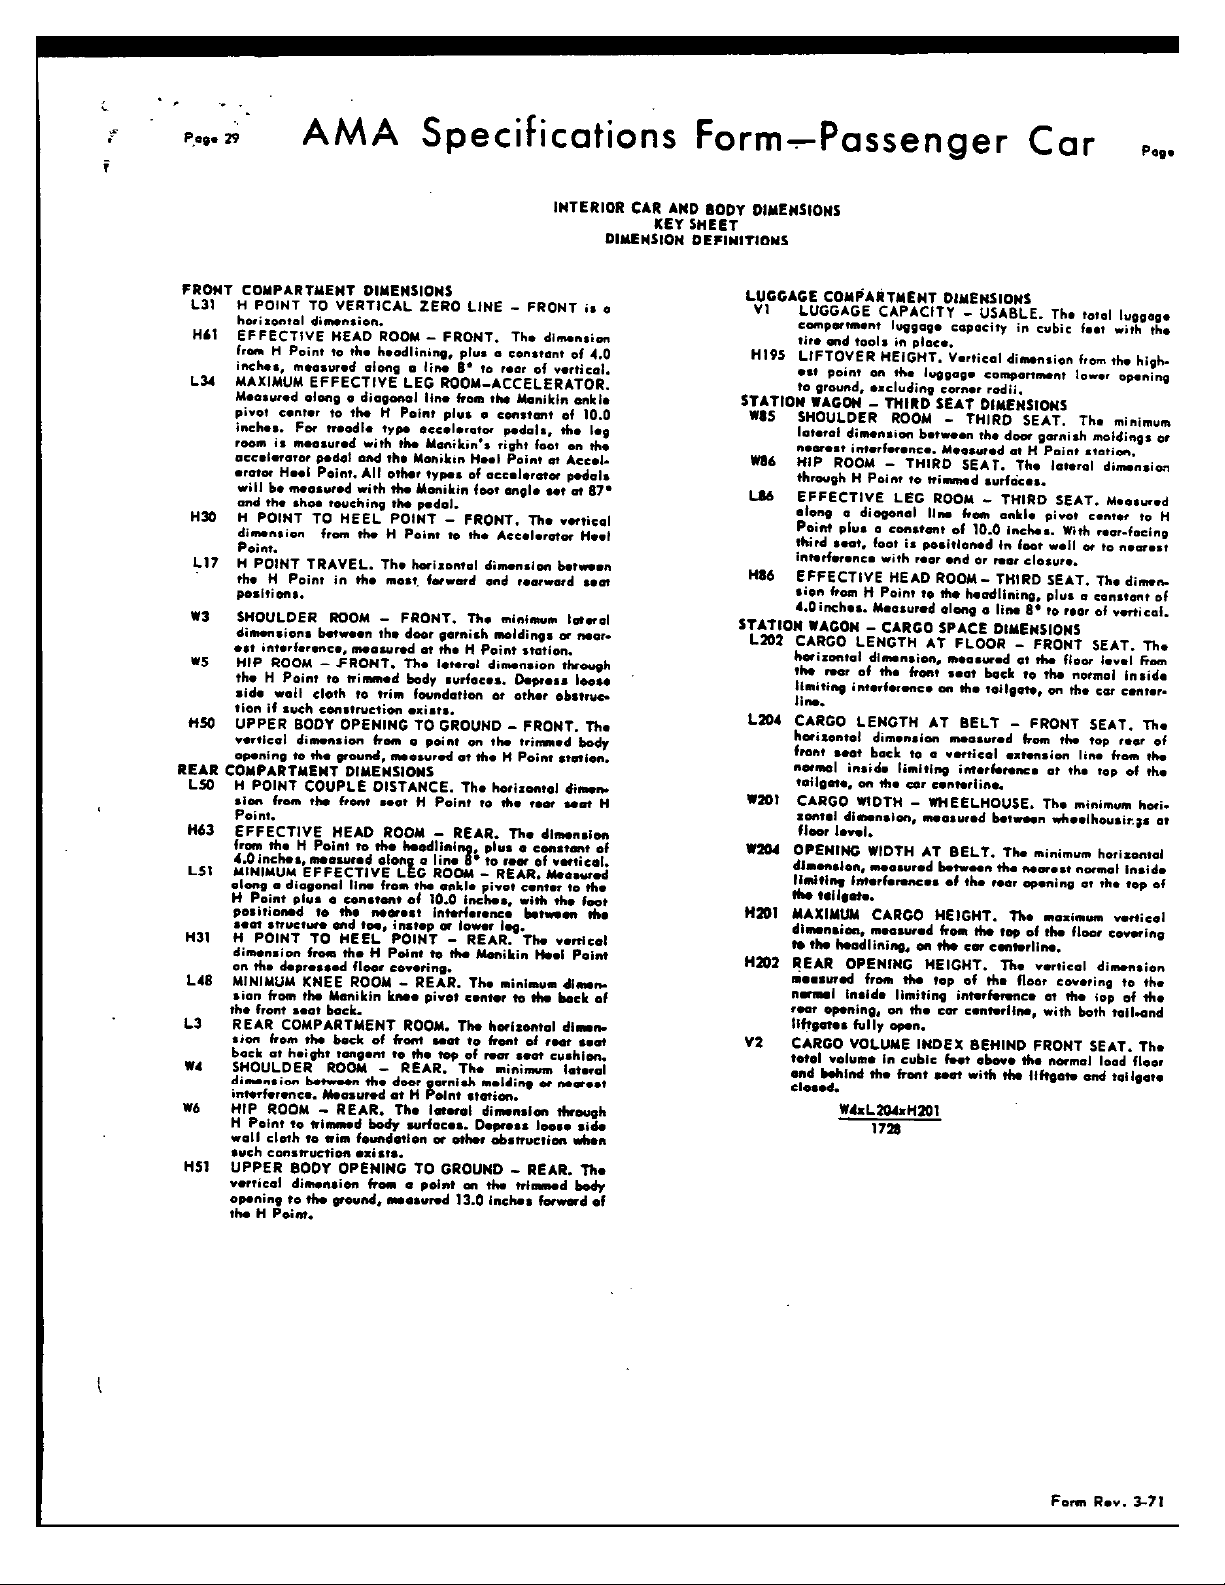 Page 29 AMA Specifications Form—Passenger Car Page
INTERIOR CAR AND BODY DIMENSIONS
KEY SHEET
DIMENSION DEFINITIONS
FRONT COMPARTMENT DIMENSIONS
L31 H POINT TO VERTICAL ZERO LINE – FRONT is a
horizontal dimension.
H61 EFFECTIVE HEAD ROOM – FRONT. The dimension
from H Point to the headlining, plus a constant of 4.0
inches, measured along a line 8° to rear of vertical.
L34 MAXIMUM EFFECTIVE LEG ROOM–ACCELERATOR.
Measured along a diagonal line from the Manikin ankle
pivot center to the H Point plus a constant of 10.0
inches. For treadle type accelerator pedals, the leg
room is measured with the Manikin's right foot on the
accelerator pedal and the Manikin Heel Point at Accel-
erator Heel Point. All other types of accelerator pedals
will be measured with the Manikin foot angle set at 87°
and the shoe touching the pedal.
H30 H POINT TO HEEL POINT – FRONT. The vertical
dimension from the H Point to the Accelerator Heel
Point.
L17 H POINT TRAVEL. The horizontal dimension between
the H Point in the most forward and rearward seat
positions.
W3 SHOULDER ROOM – FRONT. The minimum lateral
dimensions between the door garnish moldings or near-
est interference, measured at the H Point station.
W5 HIP ROOM – FRONT. The lateral dimension through
the H Point to trimmed body surfaces. Depress loose
side wall cloth to trim foundation or other obstruc-
tion if such construction exists.
H50 UPPER BODY OPENING TO GROUND – FRONT. The
vertical dimension from a point on the trimmed body
opening to the ground, measured at the H Point station.
REAR COMPARTMENT DIMENSIONS
L50 H POINT COUPLE DISTANCE. The horizontal dimen-
sion from the front seat H Point to the rear seat H
Point.
H63 EFFECTIVE HEAD ROOM – REAR. The dimension
from the H Point to the headlining, plus a constant of
4.0 inches, measured along a line 8° to rear of vertical.
L51 MINIMUM EFFECTIVE LEG ROOM – REAR. Measured
along a diagonal line from the ankle pivot center to the
H Point plus a constant of 10.0 inches, with the foot
positioned to the nearest interference between the
seat structure and toe, instep or lower leg.
H31 H POINT TO HEEL POINT – REAR. The vertical
dimension from the H Point to the Manikin Heel Point
on the depressed floor covering.
L48 MINIMUM KNEE ROOM – REAR. The minimum dimen-
sion from the Manikin knee pivot center to the back of
the front seat back.
L3 REAR COMPARTMENT ROOM. The horizontal dimen-
sion from the back of front seat to front of rear seat
back at height tangent to the top of rear seat cushion.
W4 SHOULDER ROOM – REAR. The minimum lateral
dimension between the door garnish molding or nearest
interference. Measured at H Point station.
W6 HIP ROOM – REAR. The lateral dimension through
H Point to trimmed body surfaces. Depress loose side
wall cloth to trim foundation or other obstruction when
such construction exists.
H51 UPPER BODY OPENING TO GROUND – REAR. The
vertical dimension from a point on the trimmed body
opening to the ground, measured 13.0 inches forward of
the H Point.
LUGGAGE COMPARTMENT DIMENSIONS
V1 LUGGAGE CAPACITY – USABLE. The total luggage
compartment luggage capacity in cubic feet with the
tire and tools in place.
H195 LIFTOVER HEIGHT. Vertical dimension from the high-
est point on the luggage compartment lower opening
to ground, excluding corner radii.
STATION WAGON – THIRD SEAT DIMENSIONS
W85 SHOULDER ROOM – THIRD SEAT. The minimum
lateral dimension between the door garnish moldings or
nearest interference. Measured at H Point station.
W86 HIP ROOM – THIRD SEAT. The lateral dimension
through H Point to trimmed surfaces.
L86 EFFECTIVE LEG ROOM – THIRD SEAT. Measured
along a diagonal line from ankle pivot center to H
Point plus a constant of 10.0 inches. With rear-facing
third seat, foot is positioned in foot well or to nearest
interference with rear end or rear closure.
H86 EFFECTIVE HEAD ROOM – THIRD SEAT. The dimen-
sion from H Point to the headlining, plus a constant of
4.0 inches. Measured along a line 8° to rear of vertical.
STATION WAGON – CARGO SPACE DIMENSIONS
L202 CARGO LENGTH AT FLOOR – FRONT SEAT. The
horizontal dimension, measured at the floor level from
the rear of the front seat back to the normal inside
limiting interference on the tailgate, on the car center-
line.
L204 CARGO LENGTH AT BELT – FRONT SEAT. The
horizontal dimension measured from the top rear of
front seat back to a vertical extension line from the
normal inside limiting interference at the top of the
tailgate, on the car centerline.
W201 CARGO WIDTH – WHEELHOUSE. The minimum hori-
zontal dimension, measured between wheelhousings at
floor level.
W204 OPENING WIDTH AT BELT. The minimum horizontal
dimension, measured between the nearest normal inside
limiting interferences of the rear opening at the top of
the tailgate.
H201 MAXIMUM CARGO HEIGHT. The maximum vertical
dimension, measured from the top of the floor covering
to the headlining, on the car centerline.
H202 REAR OPENING HEIGHT. The vertical dimension
measured from the top of the floor covering to the
normal inside limiting interference at the top of the
rear opening, on the car centerline, with both tail-and
liftgates fully open.
V2 CARGO VOLUME INDEX BEHIND FRONT SEAT. The
total volume in cubic feet above the normal load floor
and behind the front seat with the liftgate and tailgate
closed.
W4xL204xH201
1728
Form Rev. 3-71